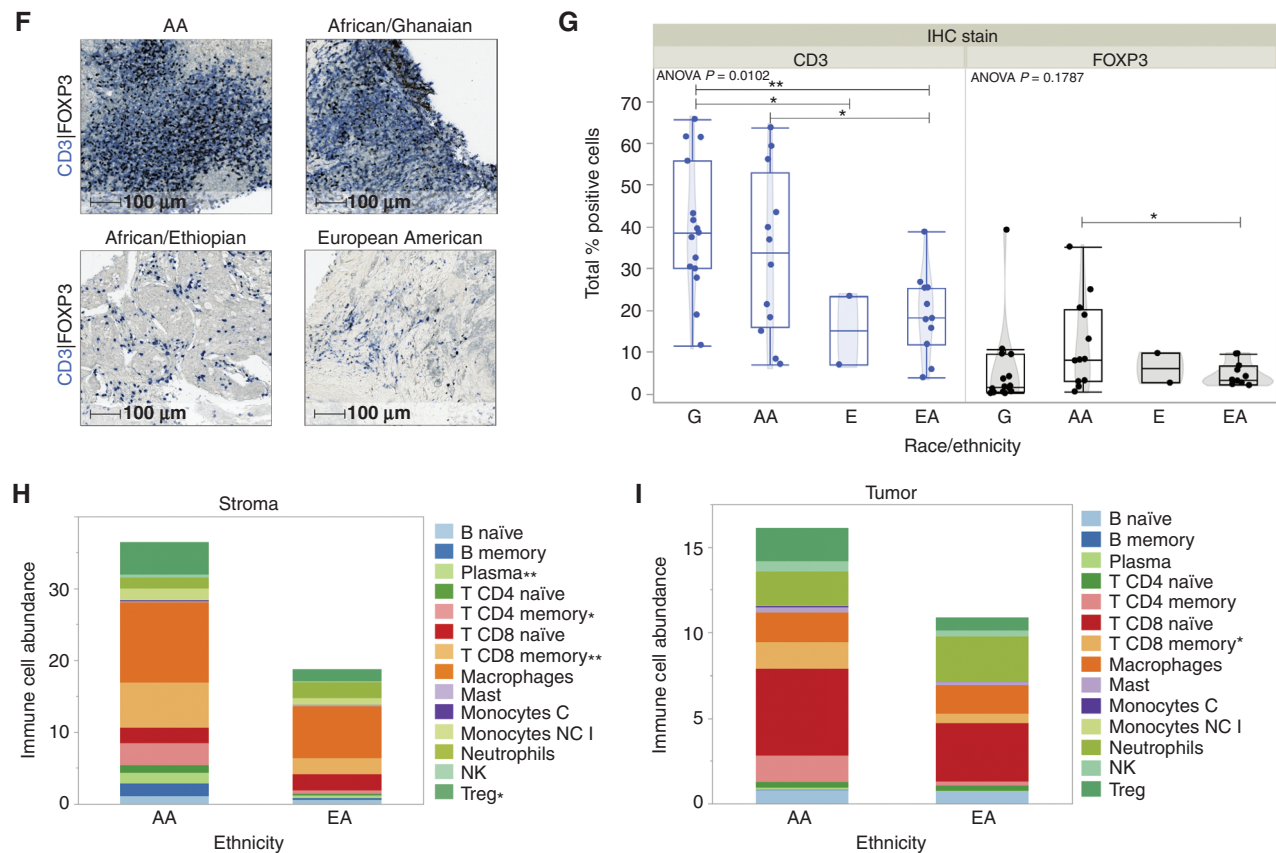 F
AA
African/Ghanaian
CD3|FOXP3
100 μm
100 μm
African/Ethiopian
European American
CD3|FOXP3
100 μm
100 μm
G
IHC stain
CD3
FOXP3
ANOVA P = 0.0102
ANOVA P = 0.1787
**
*
*
*
Total % positive cells
70
60
50
40
30
20
10
0
G
AA
E
EA
G
AA
E
EA
Race/ethnicity
H
Stroma
Immune cell abundance
30
20
10
0
AA
EA
Ethnicity
B naïve
B memory
Plasma**
T CD4 naïve
T CD4 memory*
T CD8 naïve
T CD8 memory**
Macrophages
Mast
Monocytes C
Monocytes NC I
Neutrophils
NK
Treg*
I
Tumor
Immune cell abundance
15
10
5
0
AA
EA
Ethnicity
B naïve
B memory
Plasma
T CD4 naïve
T CD4 memory
T CD8 naïve
T CD8 memory*
Macrophages
Mast
Monocytes C
Monocytes NC I
Neutrophils
NK
Treg